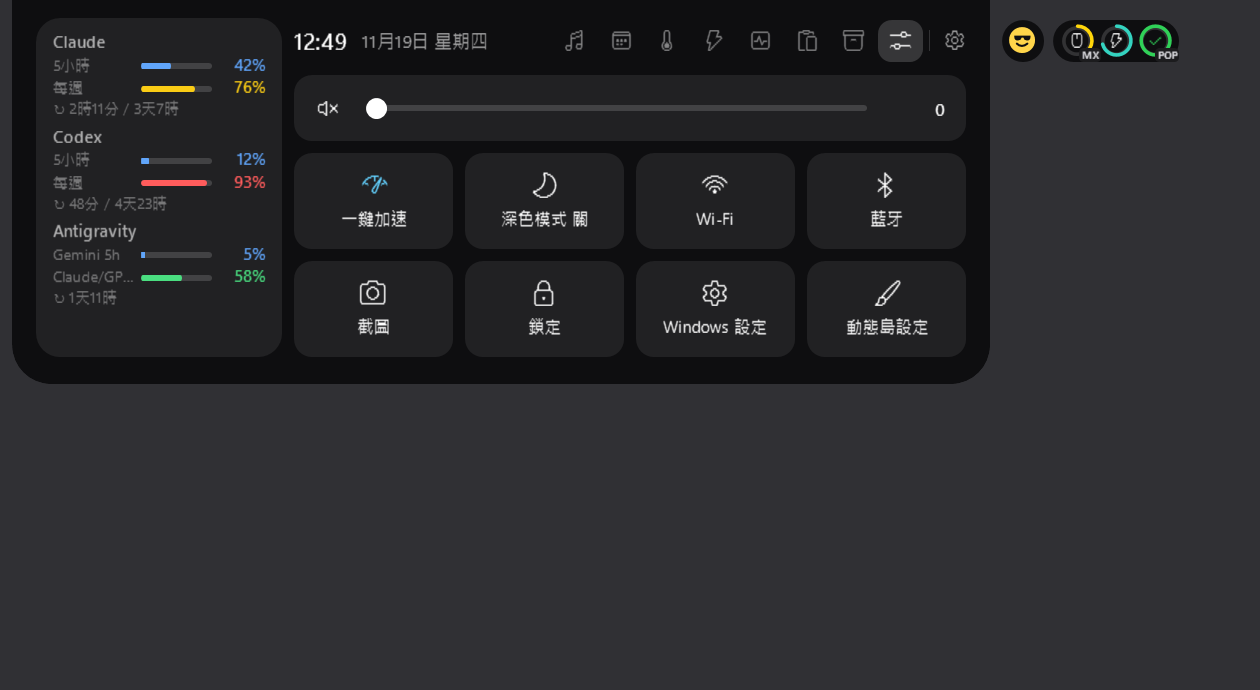 Claude
5小時 42%
每週 76%
↻ 2時11分 / 3天7時
Codex
5小時 12%
每週 93%
↻ 48分 / 4天23時
Antigravity
Gemini 5h 5%
Claude/GP... 58%
↻ 1天11時
12:49 11月19日 星期四
0
一鍵加速
深色模式 關
Wi-Fi
藍牙
截圖
鎖定
Windows 設定
動態島設定
MX
POP